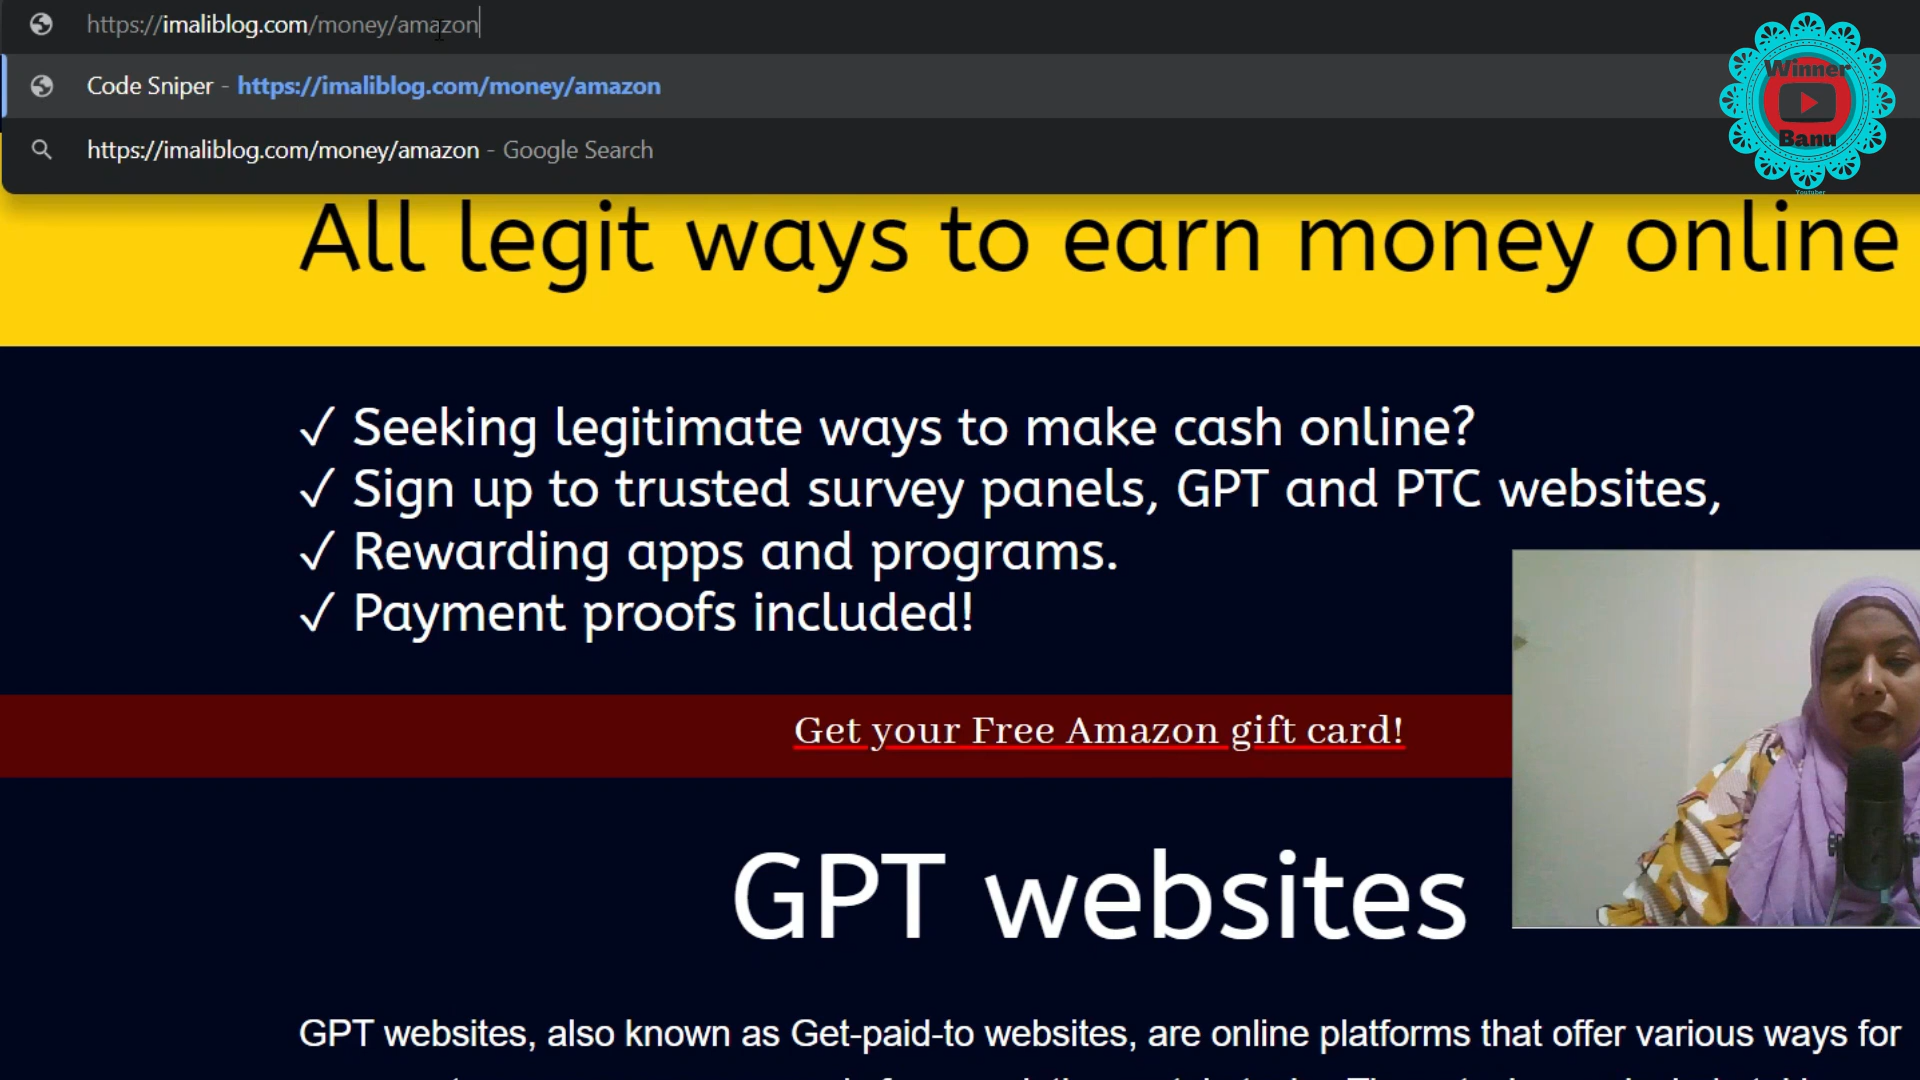 https://imaliblog.com/money/amazon
Code Sniper - https://imaliblog.com/money/amazon
https://imaliblog.com/money/amazon - Google Search
Winner
Banu
Youtuber
All legit ways to earn money online
✓ Seeking legitimate ways to make cash online?
✓ Sign up to trusted survey panels, GPT and PTC websites,
✓ Rewarding apps and programs.
✓ Payment proofs included!
Get your Free Amazon gift card!
GPT websites
GPT websites, also known as Get-paid-to websites, are online platforms that offer various ways for